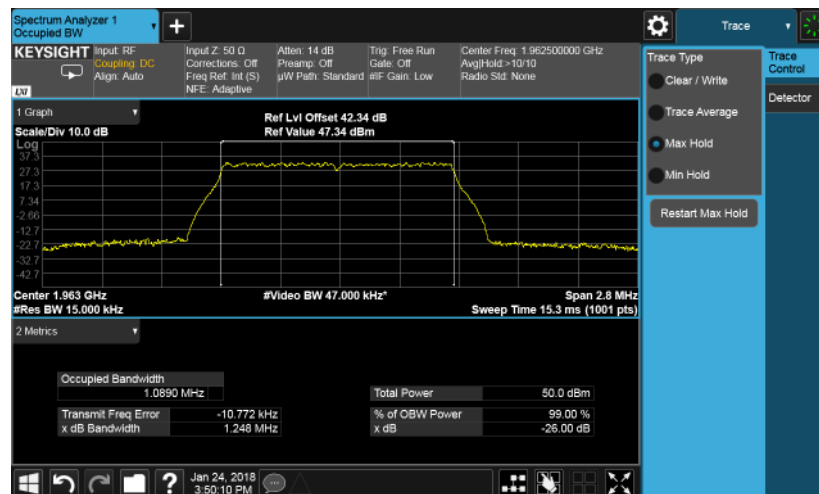 Spectrum Analyzer 1
Occupied BW
Trace
KEYSIGHT
LXI
Input: RF
Coupling: DC
Align: Auto
Input Z: 50 Ω
Corrections: Off
Freq Ref: Int (S)
NFE: Adaptive
Atten: 14 dB
Preamp: Off
µW Path: Standard
Trig: Free Run
Gate: Off
#IF Gain: Low
Center Freq: 1.962500000 GHz
Avg|Hold:>10/10
Radio Std: None
1 Graph
Scale/Div 10.0 dB
Ref Lvl Offset 42.34 dB
Ref Value 47.34 dBm
Log
37.3
27.3
17.3
7.34
-2.66
-12.7
-22.7
-32.7
-42.7
Center 1.963 GHz
#Res BW 15.000 kHz
#Video BW 47.000 kHz*
Span 2.8 MHz
Sweep Time 15.3 ms (1001 pts)
2 Metrics
Occupied Bandwidth
1.0890 MHz
Total Power 50.0 dBm
Transmit Freq Error -10.772 kHz
% of OBW Power 99.00 %
x dB Bandwidth 1.248 MHz
x dB -26.00 dB
Jan 24, 2018
3:50:10 PM
?
Trace Type
Clear / Write
Trace Average
Max Hold
Min Hold
Restart Max Hold
Trace
Control
Detector